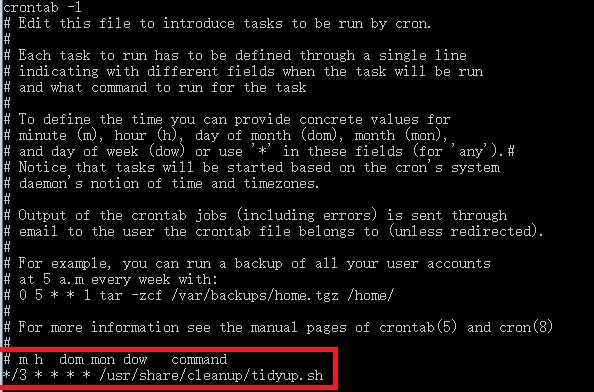 crontab -l
# Edit this file to introduce tasks to be run by cron.
#
# Each task to run has to be defined through a single line
# indicating with different fields when the task will be run
# and what command to run for the task
#
# To define the time you can provide concrete values for
# minute (m), hour (h), day of month (dom), month (mon),
# and day of week (dow) or use '*' in these fields (for 'any').#
# Notice that tasks will be started based on the cron's system
# daemon's notion of time and timezones.
#
# Output of the crontab jobs (including errors) is sent through
# email to the user the crontab file belongs to (unless redirected).
#
# For example, you can run a backup of all your user accounts
# at 5 a.m every week with:
# 0 5 * * 1 tar -zcf /var/backups/home.tgz /home/
#
# For more information see the manual pages of crontab(5) and cron(8)
#
# m h  dom mon dow   command
*/3 * * * * /usr/share/cleanup/tidyup.sh